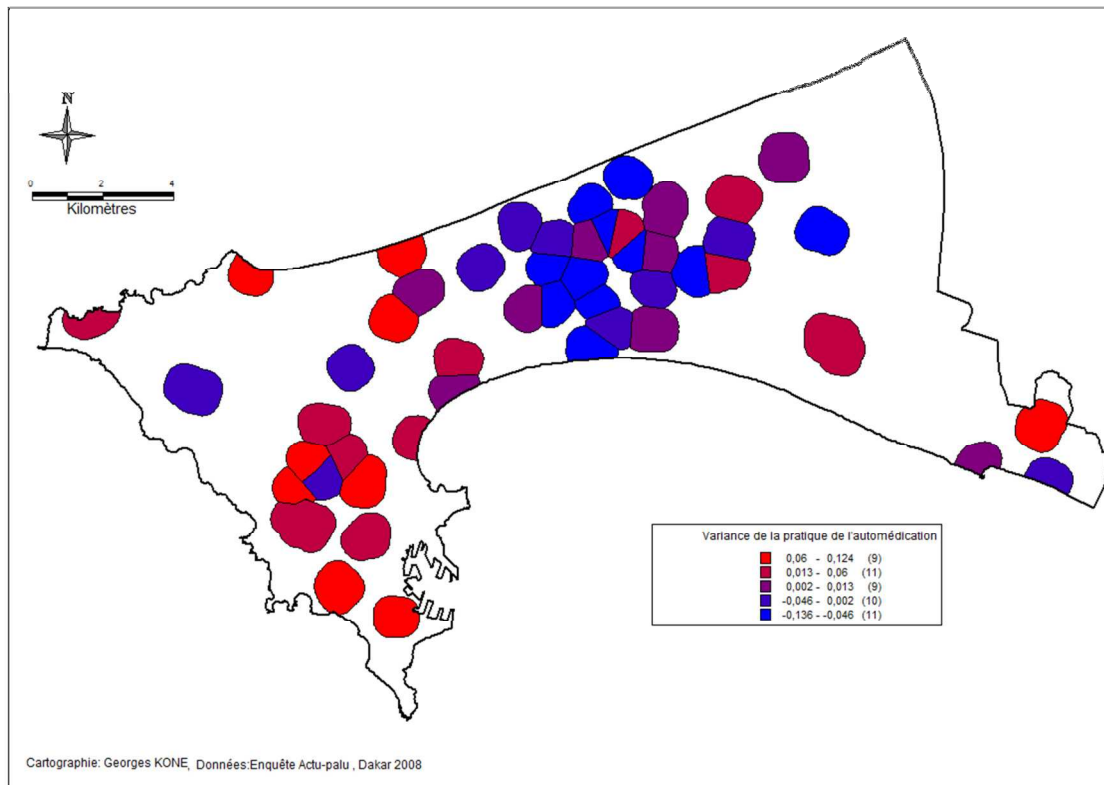 N
0 2 4
Kilomètres
Variance de la pratique de l'automédication
0,06 - 0,124 (9)
0,013 - 0,06 (11)
0,002 - 0,013 (9)
-0,046 - 0,002 (10)
-0,136 - -0,046 (11)
Cartographie: Georges KONE, Données:Enquête Actu-palu , Dakar 2008